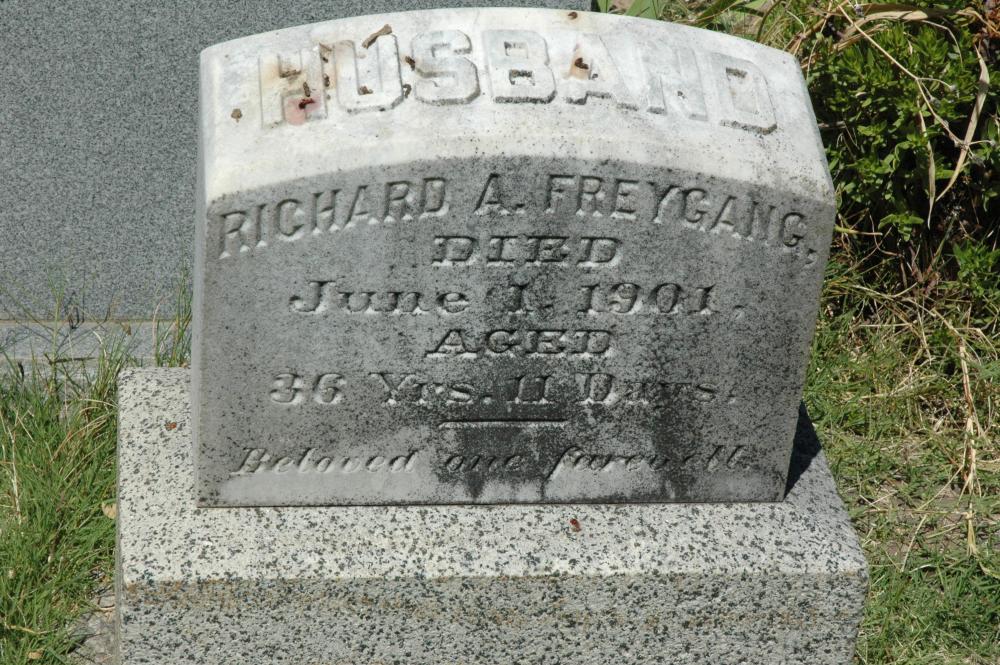 HUSBAND
RICHARD A. FREYGANG,
DIED
June 1. 1901.
AGED
36 Yrs. 11 Days.
Beloved one farewell.